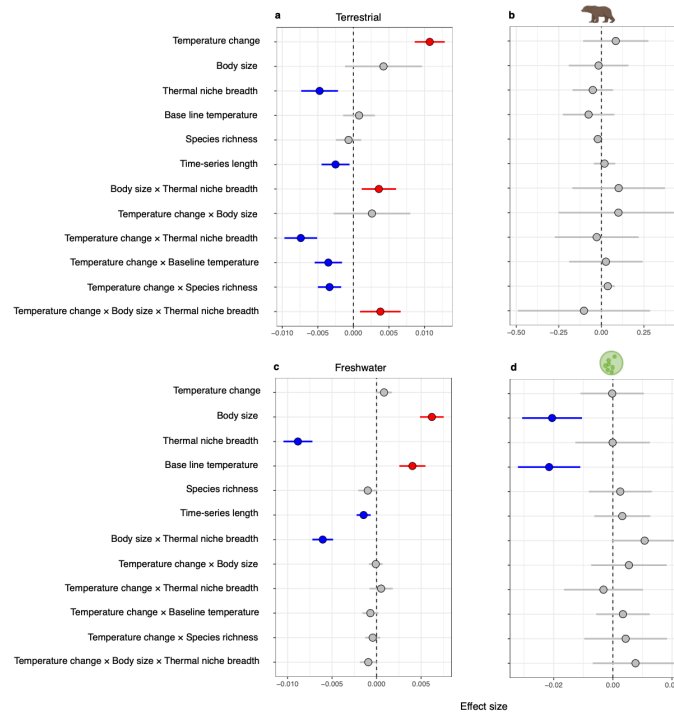 a
Terrestrial
b
Temperature change
Body size
Thermal niche breadth
Base line temperature
Species richness
Time-series length
Body size × Thermal niche breadth
Temperature change × Body size
Temperature change × Thermal niche breadth
Temperature change × Baseline temperature
Temperature change × Species richness
Temperature change × Body size × Thermal niche breadth
−0.010 −0.005 0.000 0.005 0.010
−0.50 −0.25 0.00 0.25
c
Freshwater
d
Temperature change
Body size
Thermal niche breadth
Base line temperature
Species richness
Time-series length
Body size × Thermal niche breadth
Temperature change × Body size
Temperature change × Thermal niche breadth
Temperature change × Baseline temperature
Temperature change × Species richness
Temperature change × Body size × Thermal niche breadth
−0.010 −0.005 0.000 0.005
−0.02 0.00
Effect size